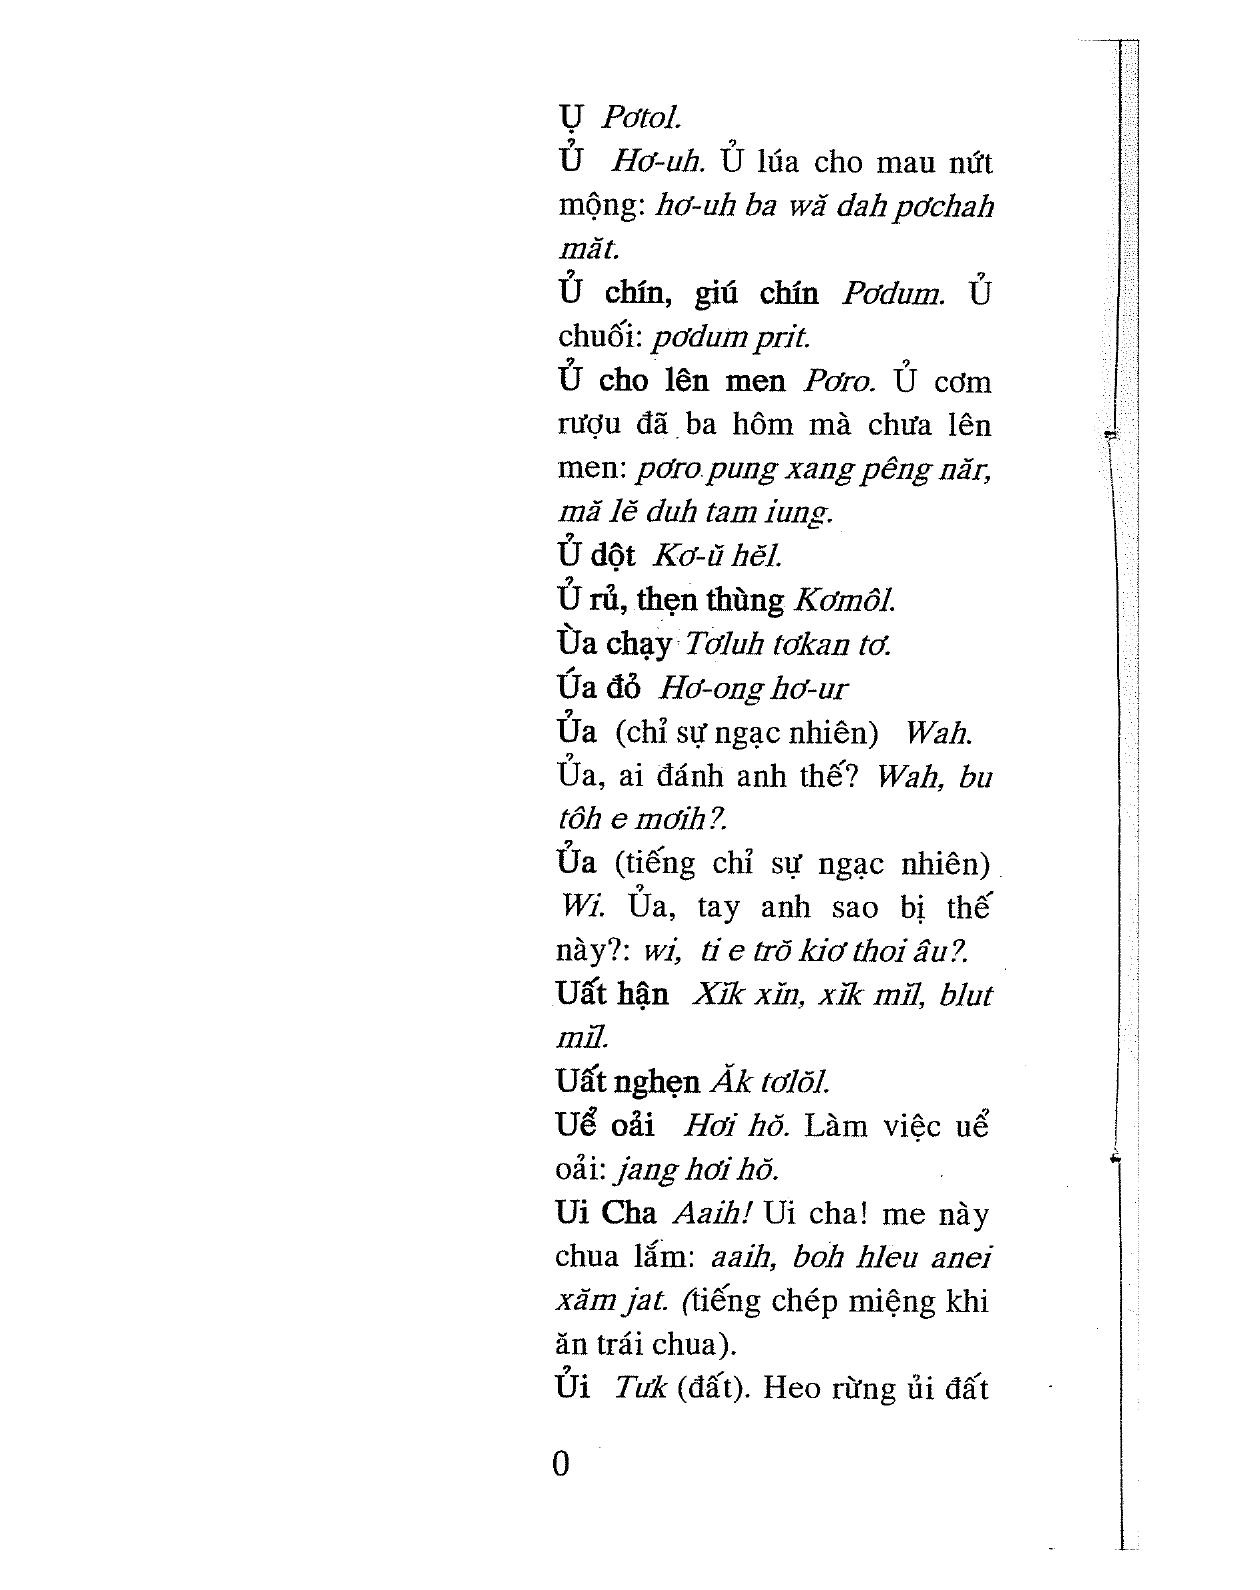 Ụ Pơtol.
Ủ Hơ-uh. Ủ lúa cho mau nứt
mộng: hơ-uh ba wă dah pơchah
măt.
Ủ chín, giú chín Pơdum. Ủ
chuối: pơdum prit.
Ủ cho lên men Pơro. Ủ cơm
rượu đã ba hôm mà chưa lên
men: pơro pung xang pêng năr,
mă lĕ duh tam iung.
Ủ dột Kơ-ŭ hĕl.
Ủ rủ, thẹn thùng Kơmôl.
Ùa chạy Tơluh tơkan tơ.
Úa đỏ Hơ-ong hơ-ur
Ủa (chỉ sự ngạc nhiên) Wah.
Ủa, ai đánh anh thế? Wah, bu
tôh e mơih?.
Ủa (tiếng chỉ sự ngạc nhiên)
Wi. Ủa, tay anh sao bị thế
này?: wi, ti e trŏ kiơ thoi âu?.
Uất hận Xĭk xĭn, xĭk mĭl, blut
mĭl.
Uất nghẹn Ăk tơlŏl.
Uể oải Hơi hŏ. Làm việc uể
oải: jang hơi hŏ.
Ui Cha Aaih! Ui cha! me này
chua lắm: aaih, boh hleu anei
xăm jat. (tiếng chép miệng khi
ăn trái chua).
Ủi Tưk (đất). Heo rừng ủi đất
0